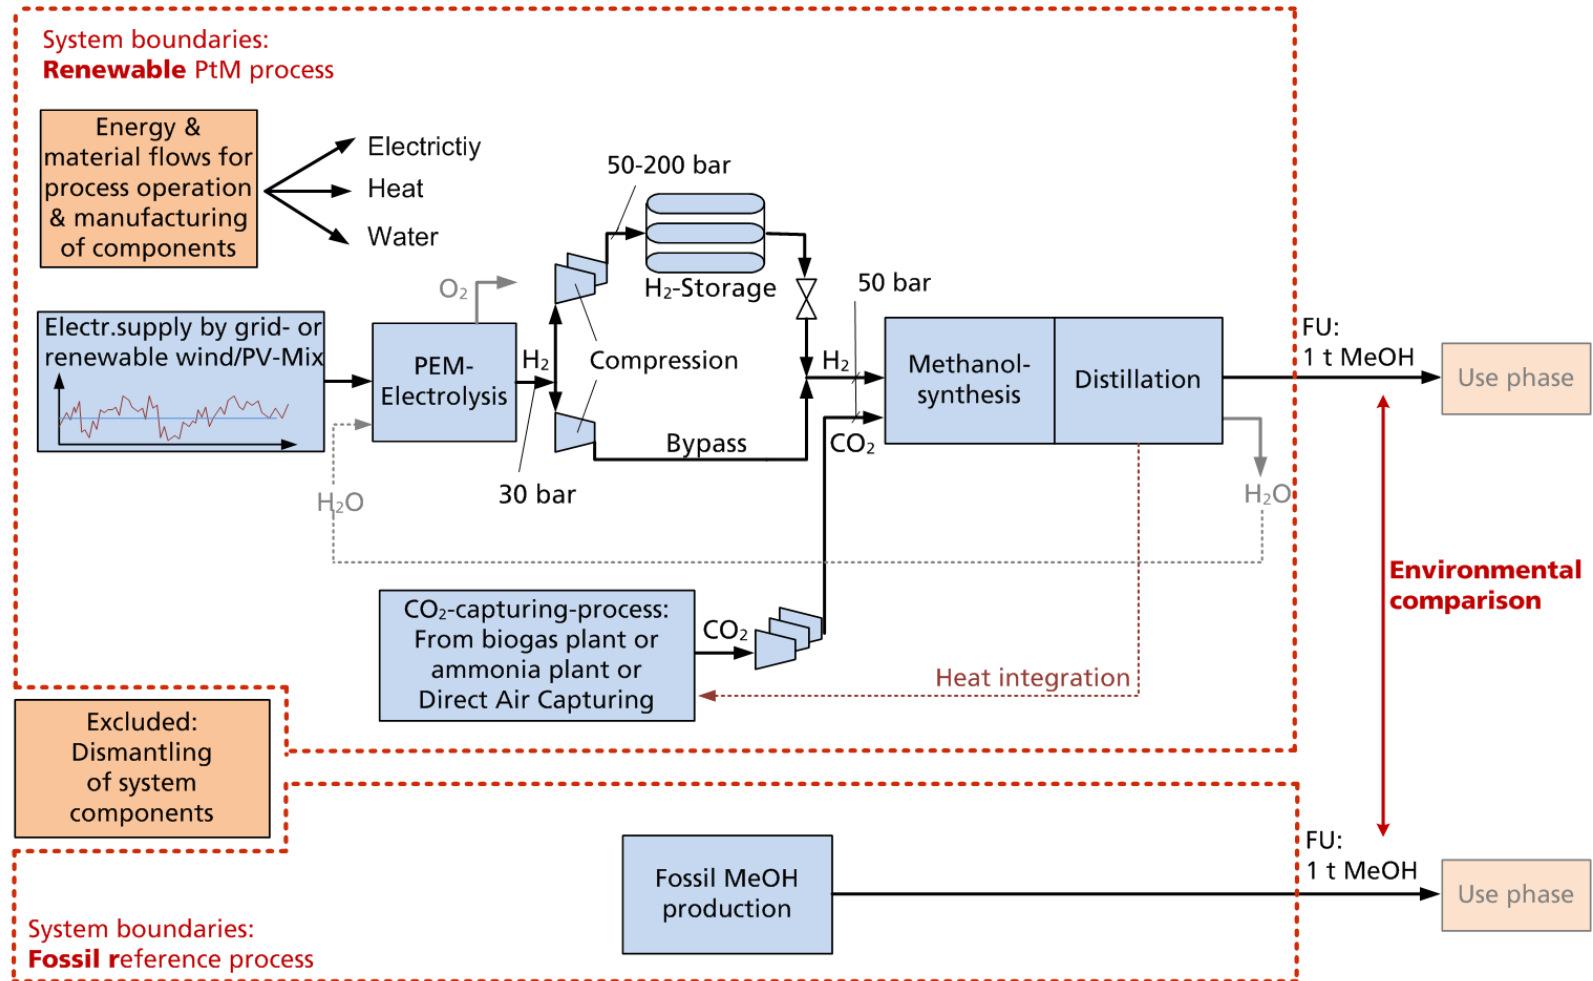 System boundaries:
Renewable PtM process
Energy &
material flows for
process operation
& manufacturing
of components
Electrictiy
Heat
Water
50-200 bar
O₂
H₂-Storage
50 bar
Electr.supply by grid- or
renewable wind/PV-Mix
PEM-
Electrolysis
H₂
Compression
H₂
Methanol-
synthesis
Distillation
FU:
1 t MeOH
Use phase
Bypass
CO₂
30 bar
H₂O
H₂O
Environmental
comparison
CO₂-capturing-process:
From biogas plant or
ammonia plant or
Direct Air Capturing
CO₂
Heat integration
Excluded:
Dismantling
of system
components
Fossil MeOH
production
FU:
1 t MeOH
Use phase
System boundaries:
Fossil reference process